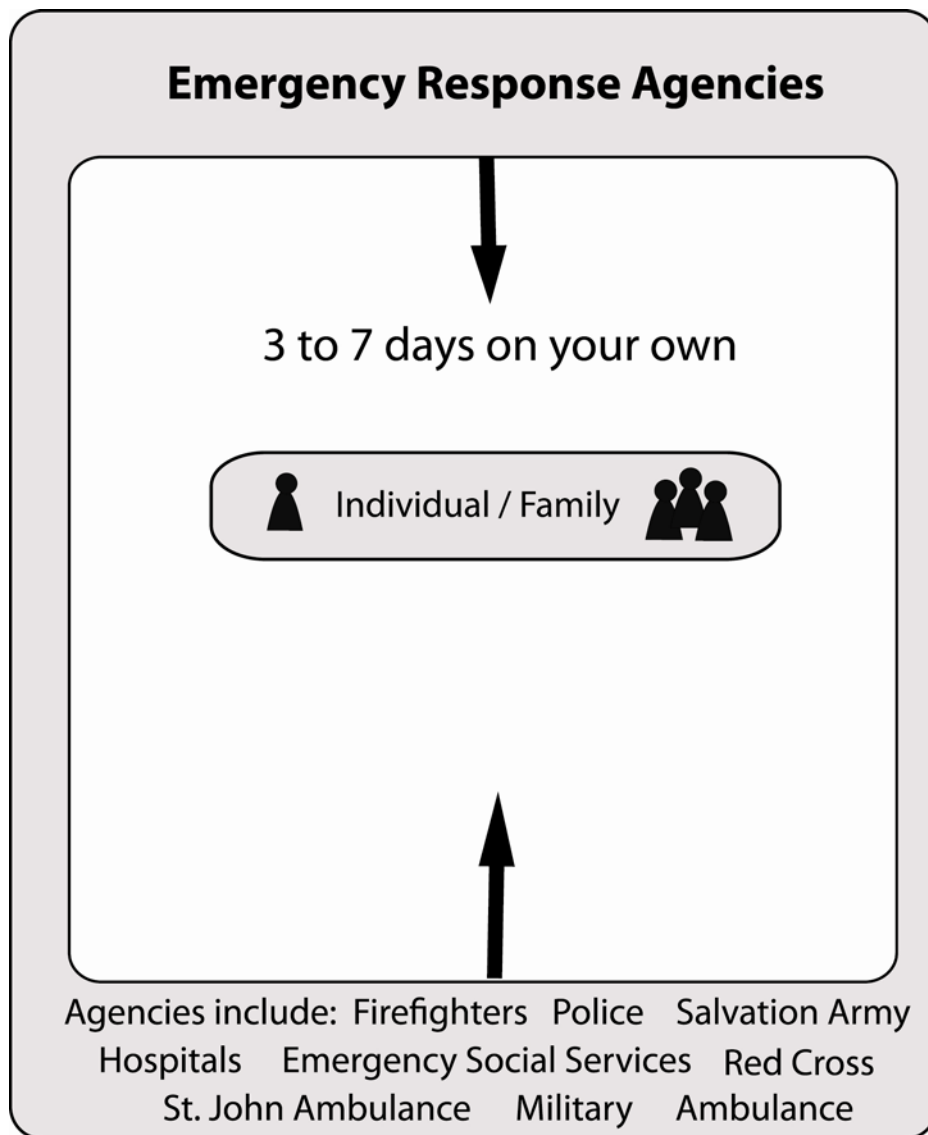 Emergency Response Agencies
3 to 7 days on your own
Individual / Family
Agencies include: Firefighters Police Salvation Army
Hospitals Emergency Social Services Red Cross
St. John Ambulance Military Ambulance